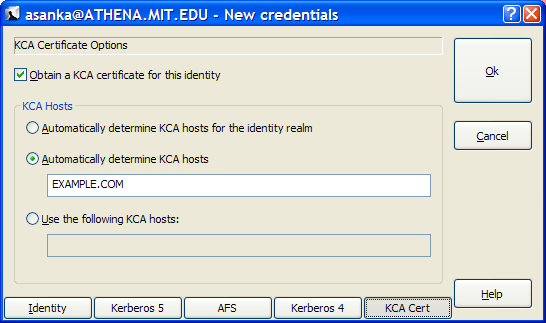 asanka@ATHENA.MIT.EDU - New credentials
KCA Certificate Options
Obtain a KCA certificate for this identity
Ok
KCA Hosts
Automatically determine KCA hosts for the identity realm
Cancel
Automatically determine KCA hosts
EXAMPLE.COM
Use the following KCA hosts:
Help
Identity
Kerberos 5
AFS
Kerberos 4
KCA Cert